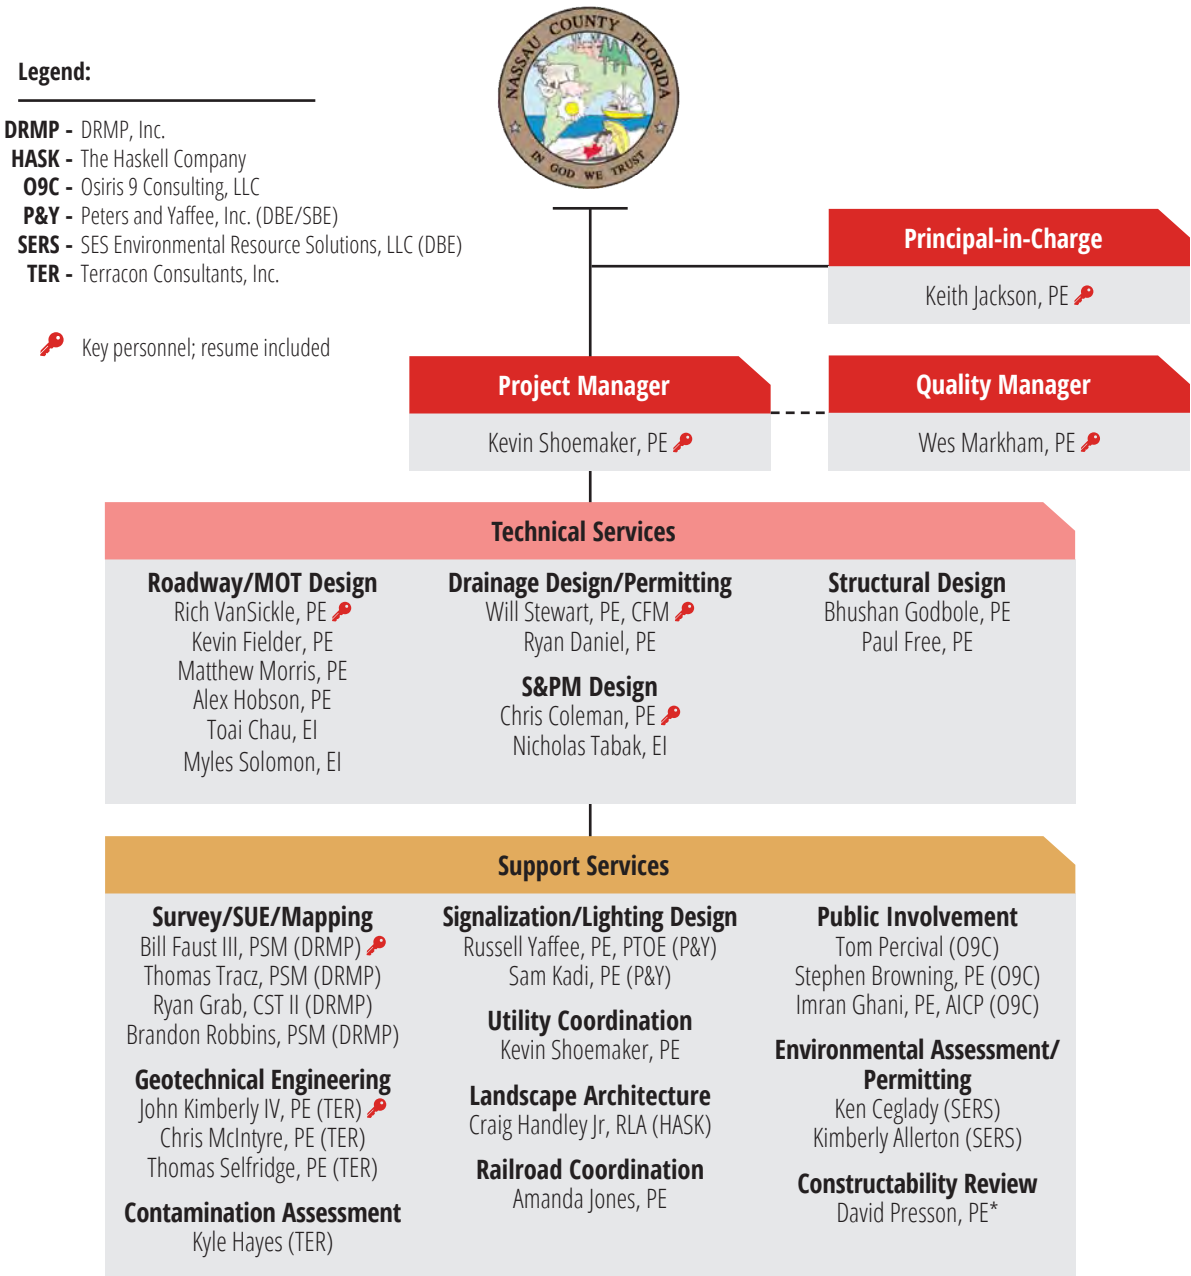 NASSAU COUNTY FLORIDA
IN GOD WE TRUST
Legend:
DRMP - DRMP, Inc.
HASK - The Haskell Company
O9C - Osiris 9 Consulting, LLC
P&Y - Peters and Yaffee, Inc. (DBE/SBE)
SERS - SES Environmental Resource Solutions, LLC (DBE)
TER - Terracon Consultants, Inc.
Key personnel; resume included
Principal-in-Charge
Keith Jackson, PE
Project Manager
Kevin Shoemaker, PE
Quality Manager
Wes Markham, PE
Technical Services
Roadway/MOT Design
Rich VanSickle, PE
Kevin Fielder, PE
Matthew Morris, PE
Alex Hobson, PE
Toai Chau, EI
Myles Solomon, EI
Drainage Design/Permitting
Will Stewart, PE, CFM
Ryan Daniel, PE
S&PM Design
Chris Coleman, PE
Nicholas Tabak, EI
Structural Design
Bhushan Godbole, PE
Paul Free, PE
Support Services
Survey/SUE/Mapping
Bill Faust III, PSM (DRMP)
Thomas Tracz, PSM (DRMP)
Ryan Grab, CST II (DRMP)
Brandon Robbins, PSM (DRMP)
Geotechnical Engineering
John Kimberly IV, PE (TER)
Chris McIntyre, PE (TER)
Thomas Selfridge, PE (TER)
Contamination Assessment
Kyle Hayes (TER)
Signalization/Lighting Design
Russell Yaffee, PE, PTOE (P&Y)
Sam Kadi, PE (P&Y)
Utility Coordination
Kevin Shoemaker, PE
Landscape Architecture
Craig Handley Jr, RLA (HASK)
Railroad Coordination
Amanda Jones, PE
Public Involvement
Tom Percival (O9C)
Stephen Browning, PE (O9C)
Imran Ghani, PE, AICP (O9C)
Environmental Assessment/
Permitting
Ken Ceglady (SERS)
Kimberly Allerton (SERS)
Constructability Review
David Presson, PE*